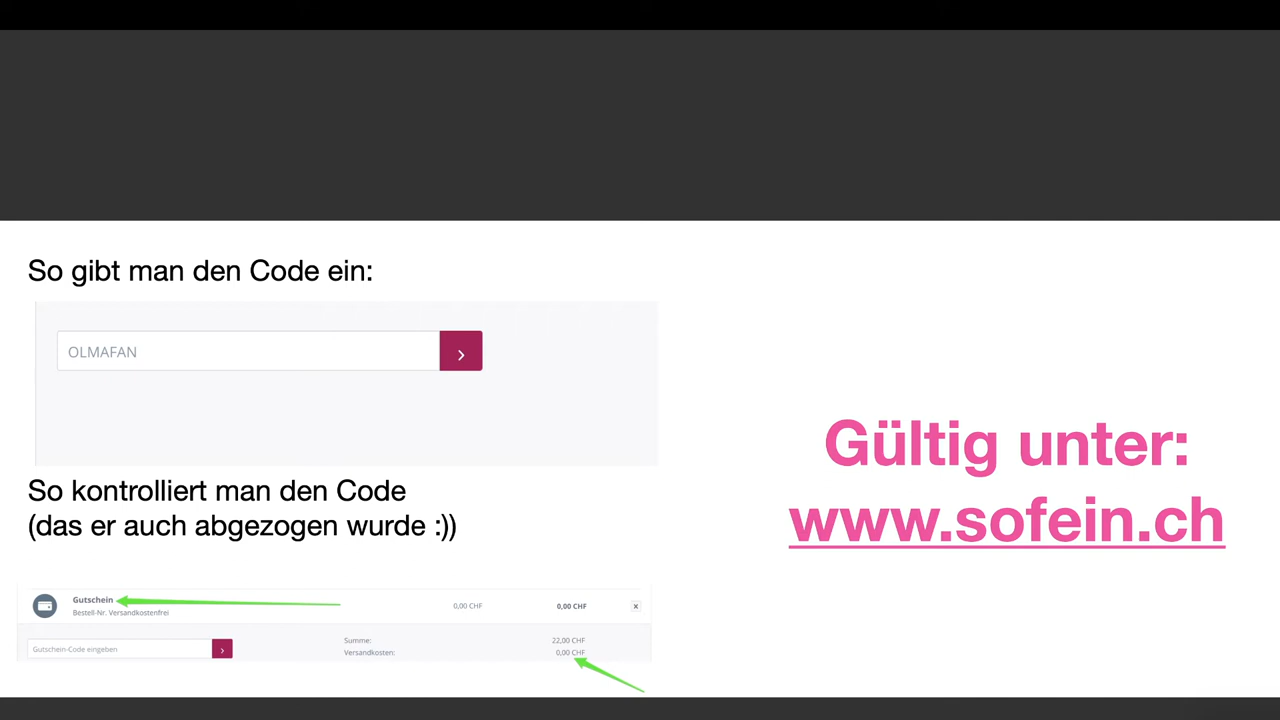 So gibt man den Code ein:
OLMAFAN
So kontrolliert man den Code
(das er auch abgezogen wurde :))
Gutschein
Bestell-Nr. Versandkostenfrei
0,00 CHF
0,00 CHF
x
Gutschein-Code eingeben
Summe:
22,00 CHF
Versandkosten:
0,00 CHF
Gültig unter:
www.sofein.ch